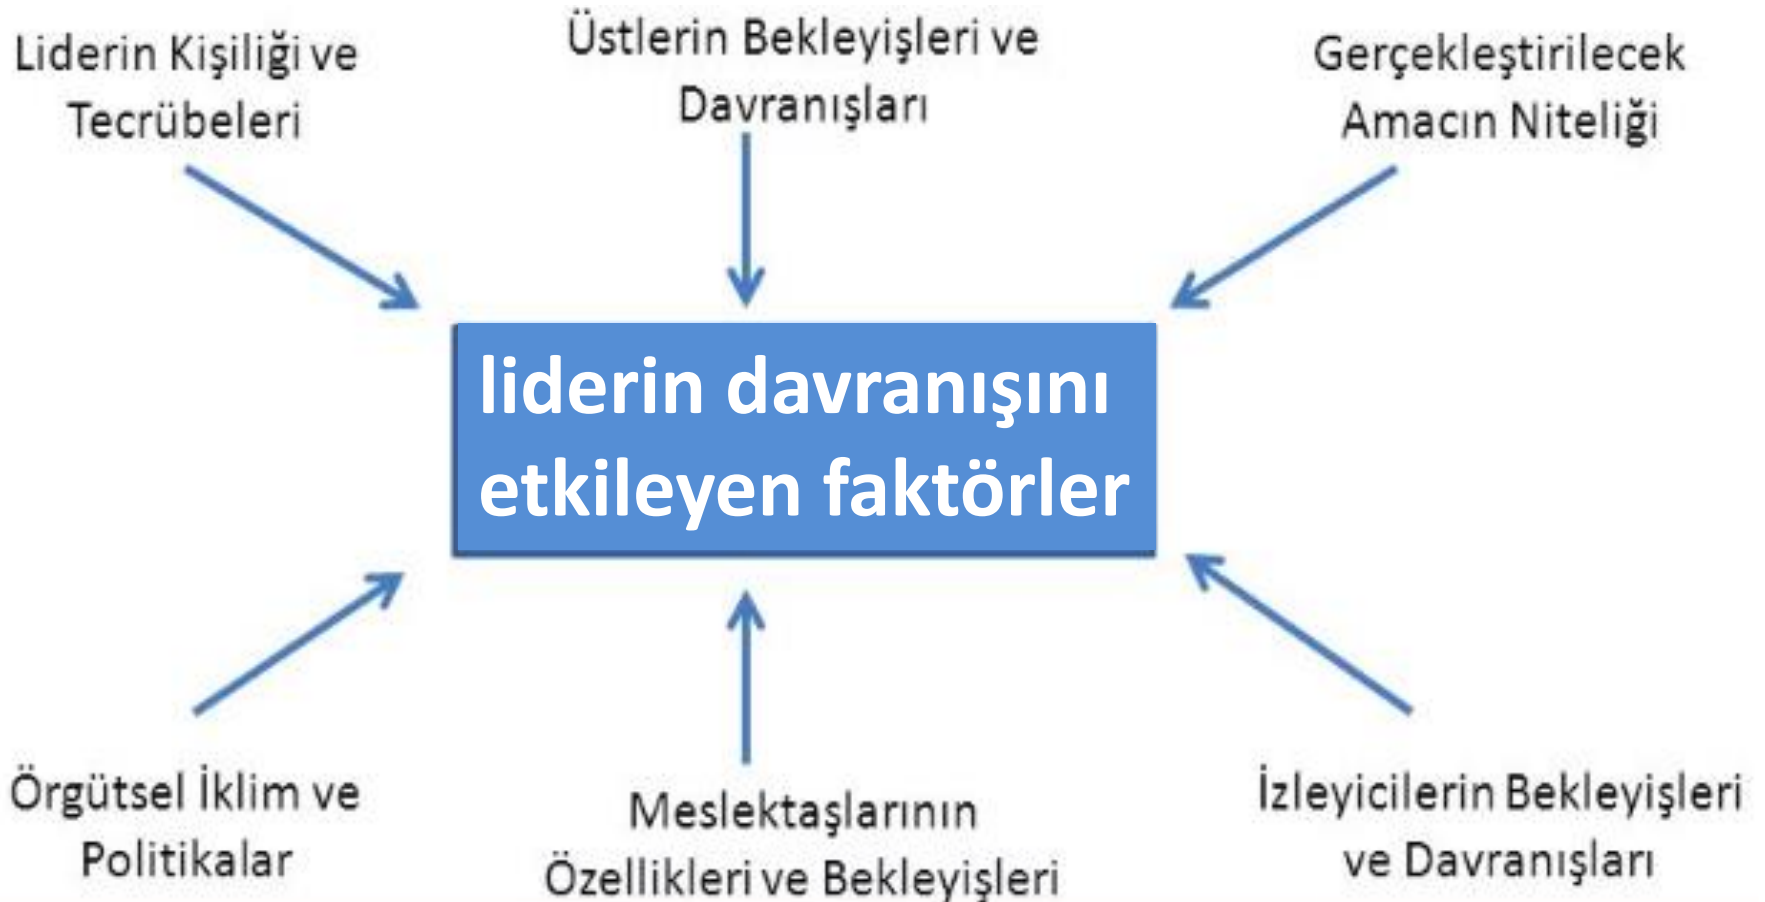 Liderin Kişiliği ve
Tecrübeleri
Üstlerin Bekleyişleri ve
Davranışları
Gerçekleştirilecek
Amacın Niteliği
liderin davranışını
etkileyen faktörler
Örgütsel İklim ve
Politikalar
Meslektaşlarının
Özellikleri ve Bekleyişleri
İzleyicilerin Bekleyişleri
ve Davranışları